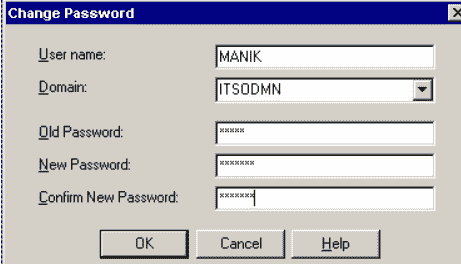 Change Password
User name: MANIK
Domain: ITSODMN
Old Password: *****
New Password: *******
Confirm New Password: *******
OK Cancel Help